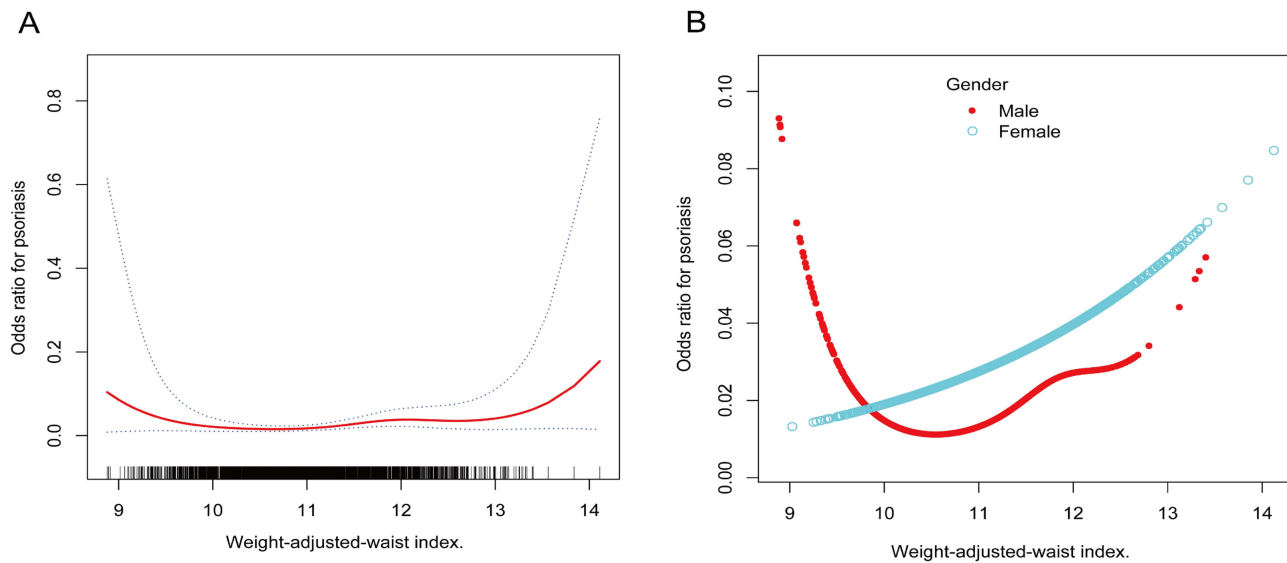 A
Odds ratio for psoriasis
0.8
0.6
0.4
0.2
0.0
9 10 11 12 13 14
Weight-adjusted-waist index.
B
Odds ratio for psoriasis
0.10
0.08
0.06
0.04
0.02
0.00
Gender
Male
Female
9 10 11 12 13 14
Weight-adjusted-waist index.